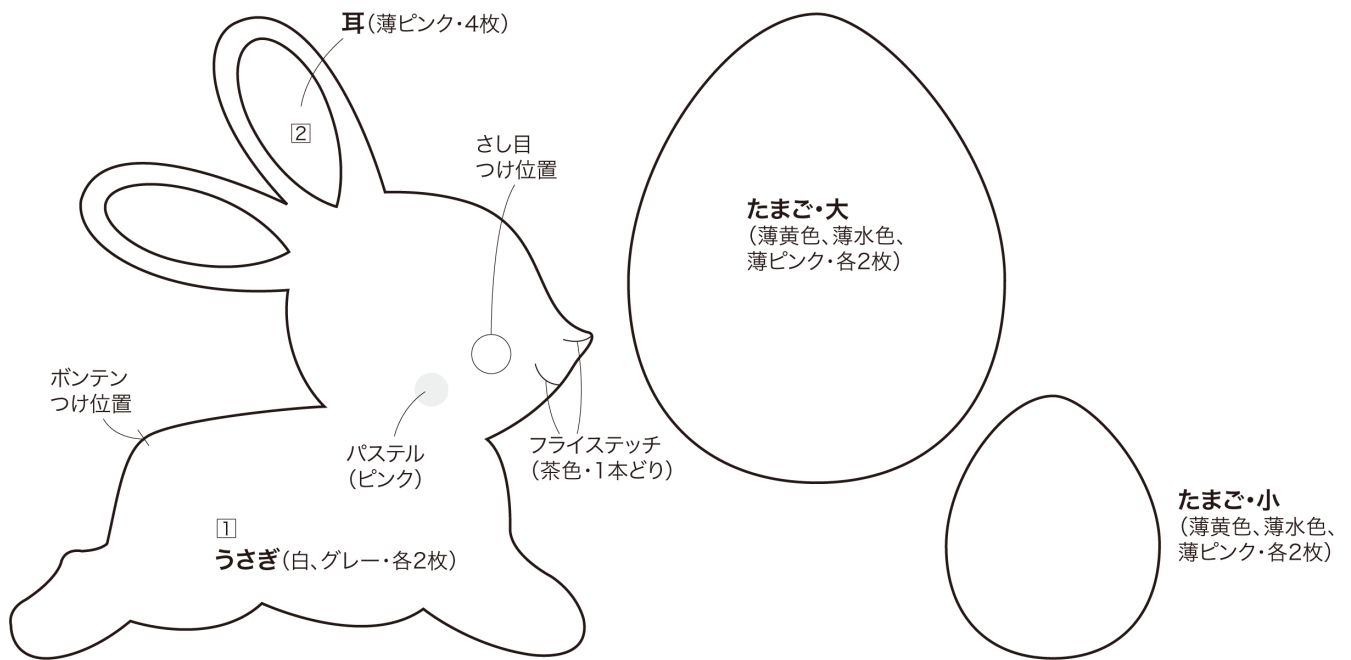 耳(薄ピンク・4枚)
2
さし目
つけ位置
たまご・大
(薄黄色、薄水色、
薄ピンク・各2枚)
ボンテン
つけ位置
パステル
(ピンク)
フライステッチ
(茶色・1本どり)
1
うさぎ(白、グレー・各2枚)
たまご・小
(薄黄色、薄水色、
薄ピンク・各2枚)